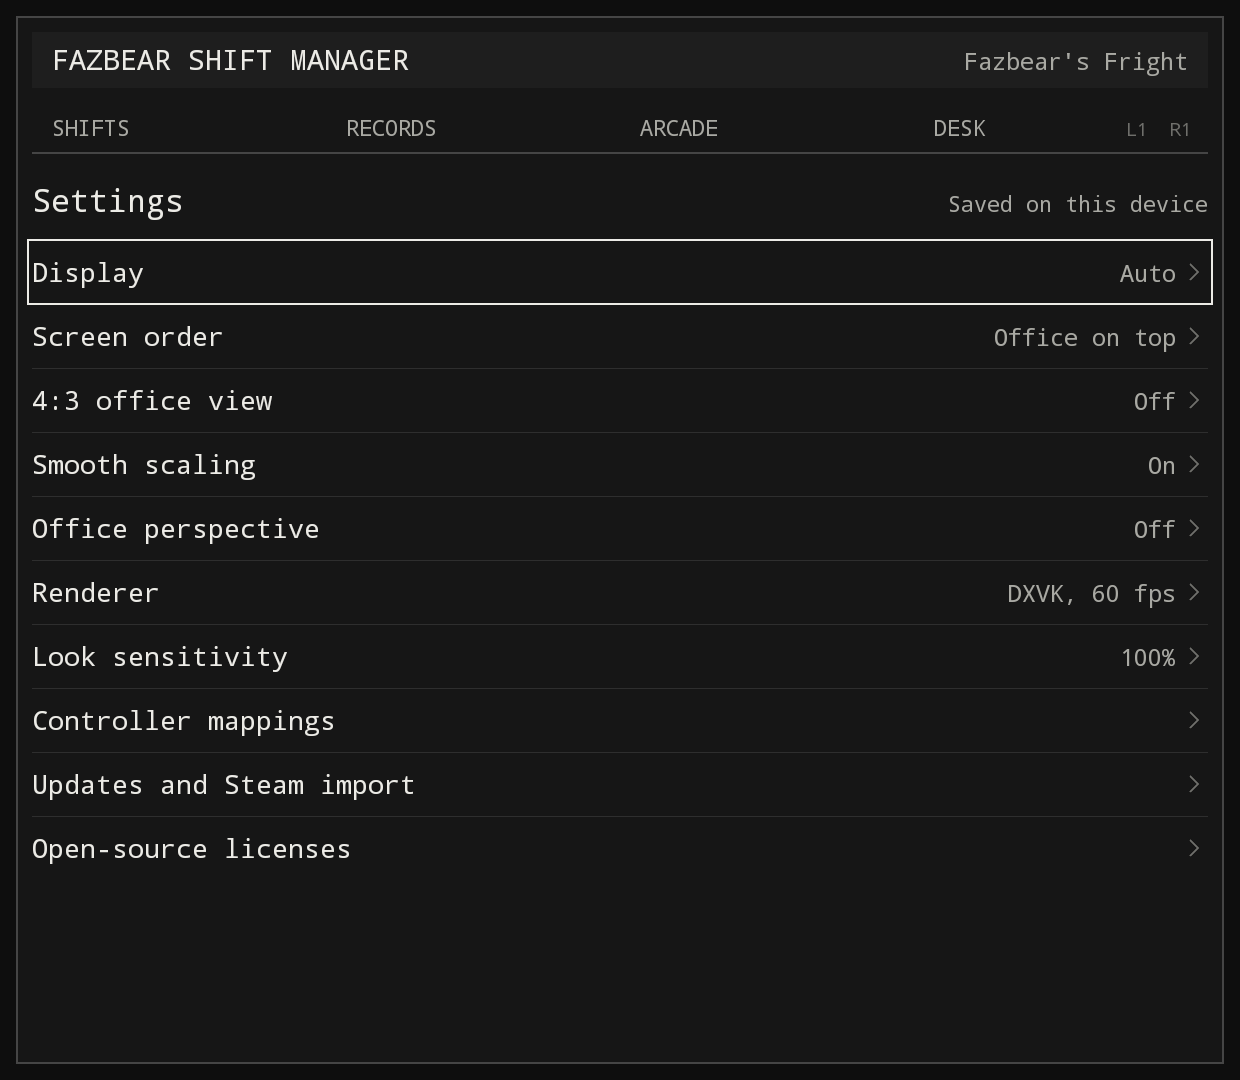 FAZBEAR SHIFT MANAGER Fazbear's Fright
SHIFTS RECORDS ARCADE DESK L1 R1
Settings Saved on this device
Display Auto
Screen order Office on top
4:3 office view Off
Smooth scaling On
Office perspective Off
Renderer DXVK, 60 fps
Look sensitivity 100%
Controller mappings
Updates and Steam import
Open-source licenses